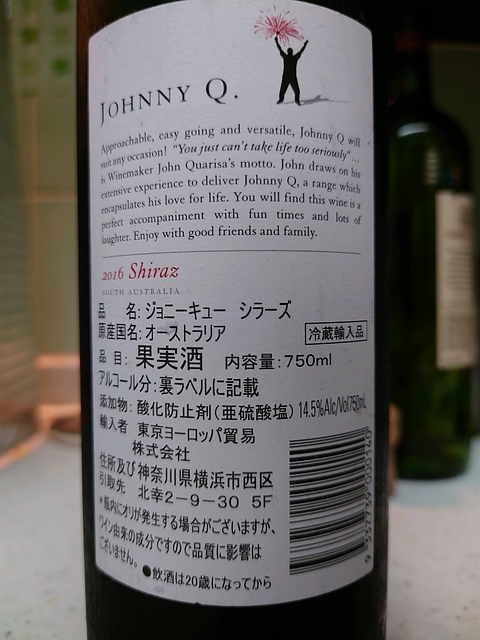 JOHNNY Q.
Approachable, easy going and versatile, Johnny Q will
suit any occasion! "You just can't take life too seriously"...
is Winemaker John Quarisa's motto. John draws on his
extensive experience to deliver Johnny Q, a range which
encapsulates his love for life. You will find this wine is a
perfect accompaniment with fun times and lots of
laughter. Enjoy with good friends and family.
2016 Shiraz
SOUTH AUSTRALIA
品　名：ジョニーキュー　シラーズ
原産国名：オーストラリア　冷蔵輸入品
品目：果実酒　内容量：750ml
アルコール分：裏ラベルに記載
添加物：酸化防止剤（亜硫酸塩） 14.5%Alc/Vol750mL
輸入者　東京ヨーロッパ貿易
株式会社
住所及び　神奈川県横浜市西区
引取先　北幸2－9－30　5F
＊瓶内にオリが発生する場合がございますが、
ワイン由来の成分ですので品質に影響は
ございません。
●飲酒は20歳になってから
9 337739 000140